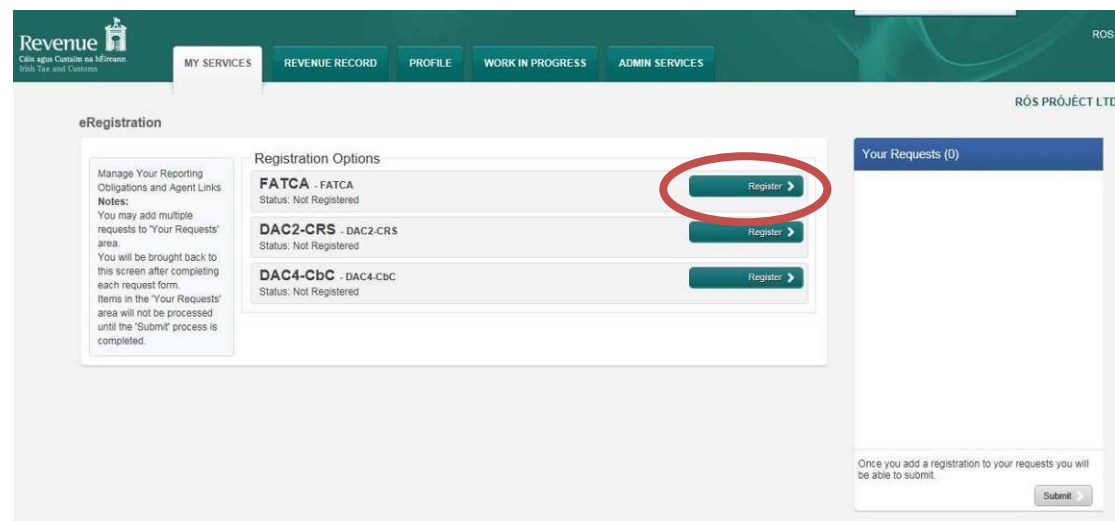 Revenue
Cáin agus Custaim na hÉireann
Irish Tax and Customs
MY SERVICES
REVENUE RECORD
PROFILE
WORK IN PROGRESS
ADMIN SERVICES
ROS
RÓS PRÓJÉCT LTD
eRegistration
Manage Your Reporting
Obligations and Agent Links
Notes:
You may add multiple
requests to 'Your Requests'
area.
You will be brought back to
this screen after completing
each request form.
Items in the 'Your Requests'
area will not be processed
until the 'Submit' process is
completed.
Registration Options
FATCA - FATCA
Status: Not Registered
Register
DAC2-CRS - DAC2-CRS
Status: Not Registered
Register
DAC4-CbC - DAC4-CbC
Status: Not Registered
Register
Your Requests (0)
Once you add a registration to your requests you will
be able to submit.
Submit